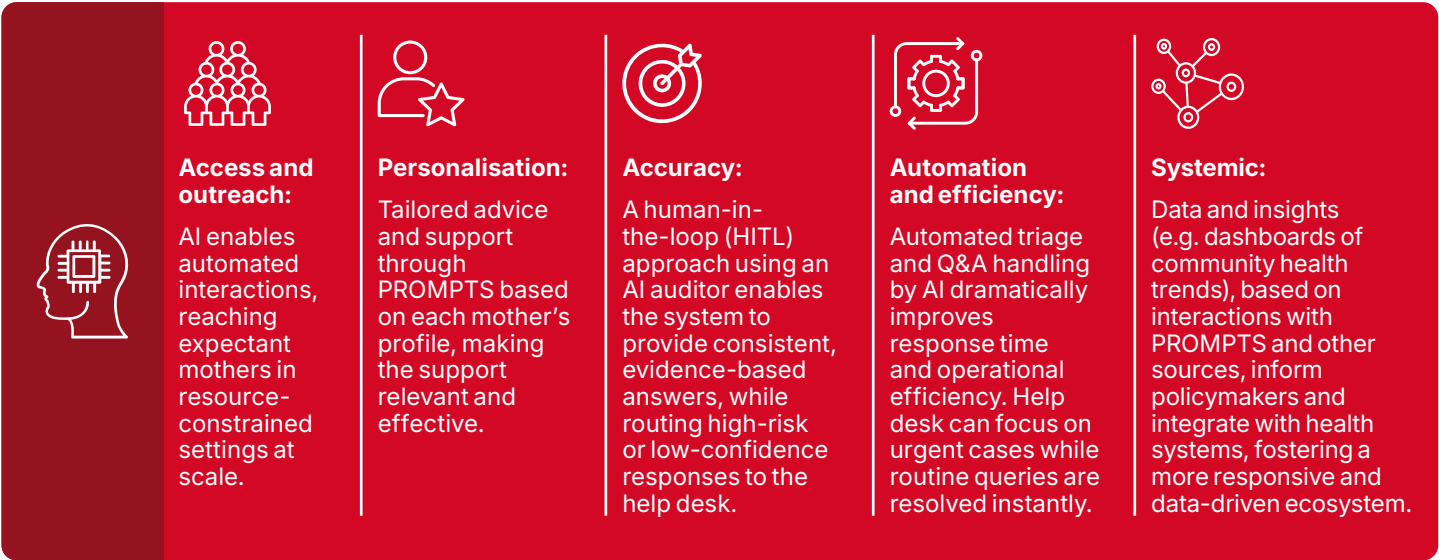 Access and
outreach:
AI enables
automated
interactions,
reaching
expectant
mothers in
resource-
constrained
settings at
scale.
Personalisation:
Tailored advice
and support
through
PROMPTS based
on each mother’s
profile, making
the support
relevant and
effective.
Accuracy:
A human-in-
the-loop (HITL)
approach using an
AI auditor enables
the system to
provide consistent,
evidence-based
answers, while
routing high-risk
or low-confidence
responses to the
help desk.
Automation
and efficiency:
Automated triage
and Q&A handling
by AI dramatically
improves
response time
and operational
efficiency. Help
desk can focus on
urgent cases while
routine queries are
resolved instantly.
Systemic:
Data and insights
(e.g. dashboards of
community health
trends), based on
interactions with
PROMPTS and other
sources, inform
policymakers and
integrate with health
systems, fostering a
more responsive and
data-driven ecosystem.